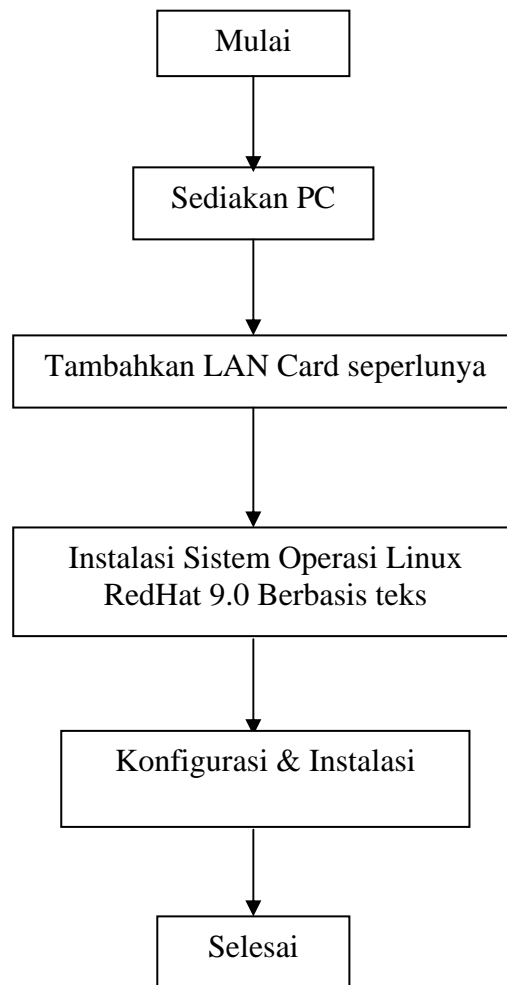 Mulai
Sediakan PC
Tambahkan LAN Card seperlunya
Instalasi Sistem Operasi Linux
RedHat 9.0 Berbasis teks
Konfigurasi & Instalasi
Selesai